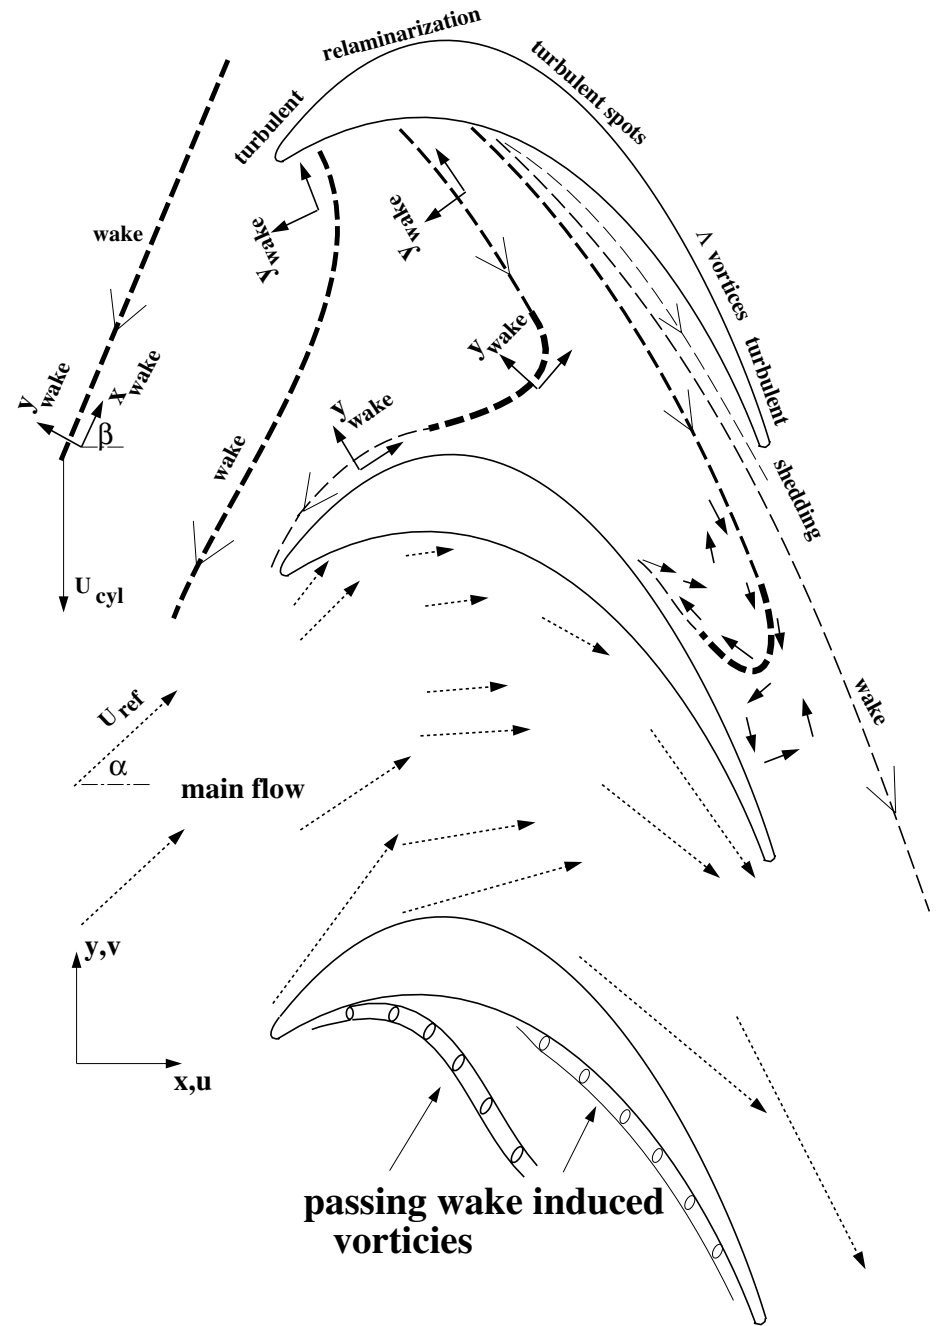 relaminarization
turbulent spots
turbulent
wake
y wake
y wake
Λ vortices
y wake
x wake
y wake
y wake
β
turbulent
wake
shedding
U cyl
U ref
α
wake
main flow
y,v
x,u
passing wake induced
vorticies